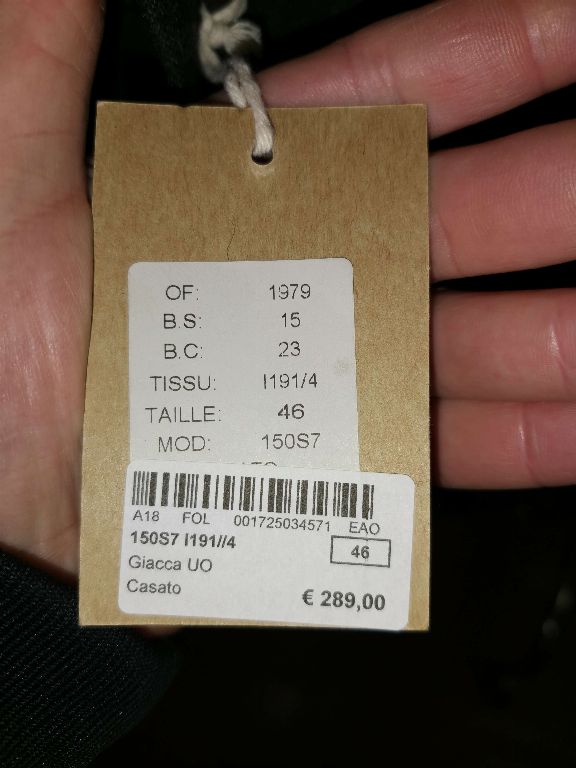 OF: 1979
B.S: 15
B.C: 23
TISSU: I191/4
TAILLE: 46
MOD: 150S7
A18 FOL 001725034571 EAO
150S7 I191//4
46
Giacca UO
Casato
€ 289,00